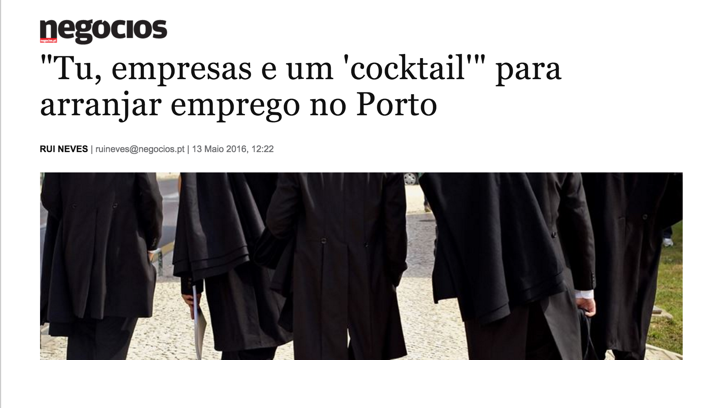 negócios
"Tu, empresas e um 'cocktail'" para
arranjar emprego no Porto
RUI NEVES | ruineves@negocios.pt | 13 Maio 2016, 12:22